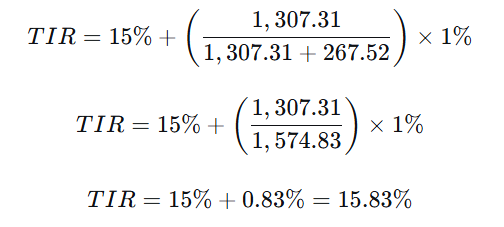 TIR = 15% + (1,307.31 / 1,307.31 + 267.52) × 1%
TIR = 15% + (1,307.31 / 1,574.83) × 1%
TIR = 15% + 0.83% = 15.83%